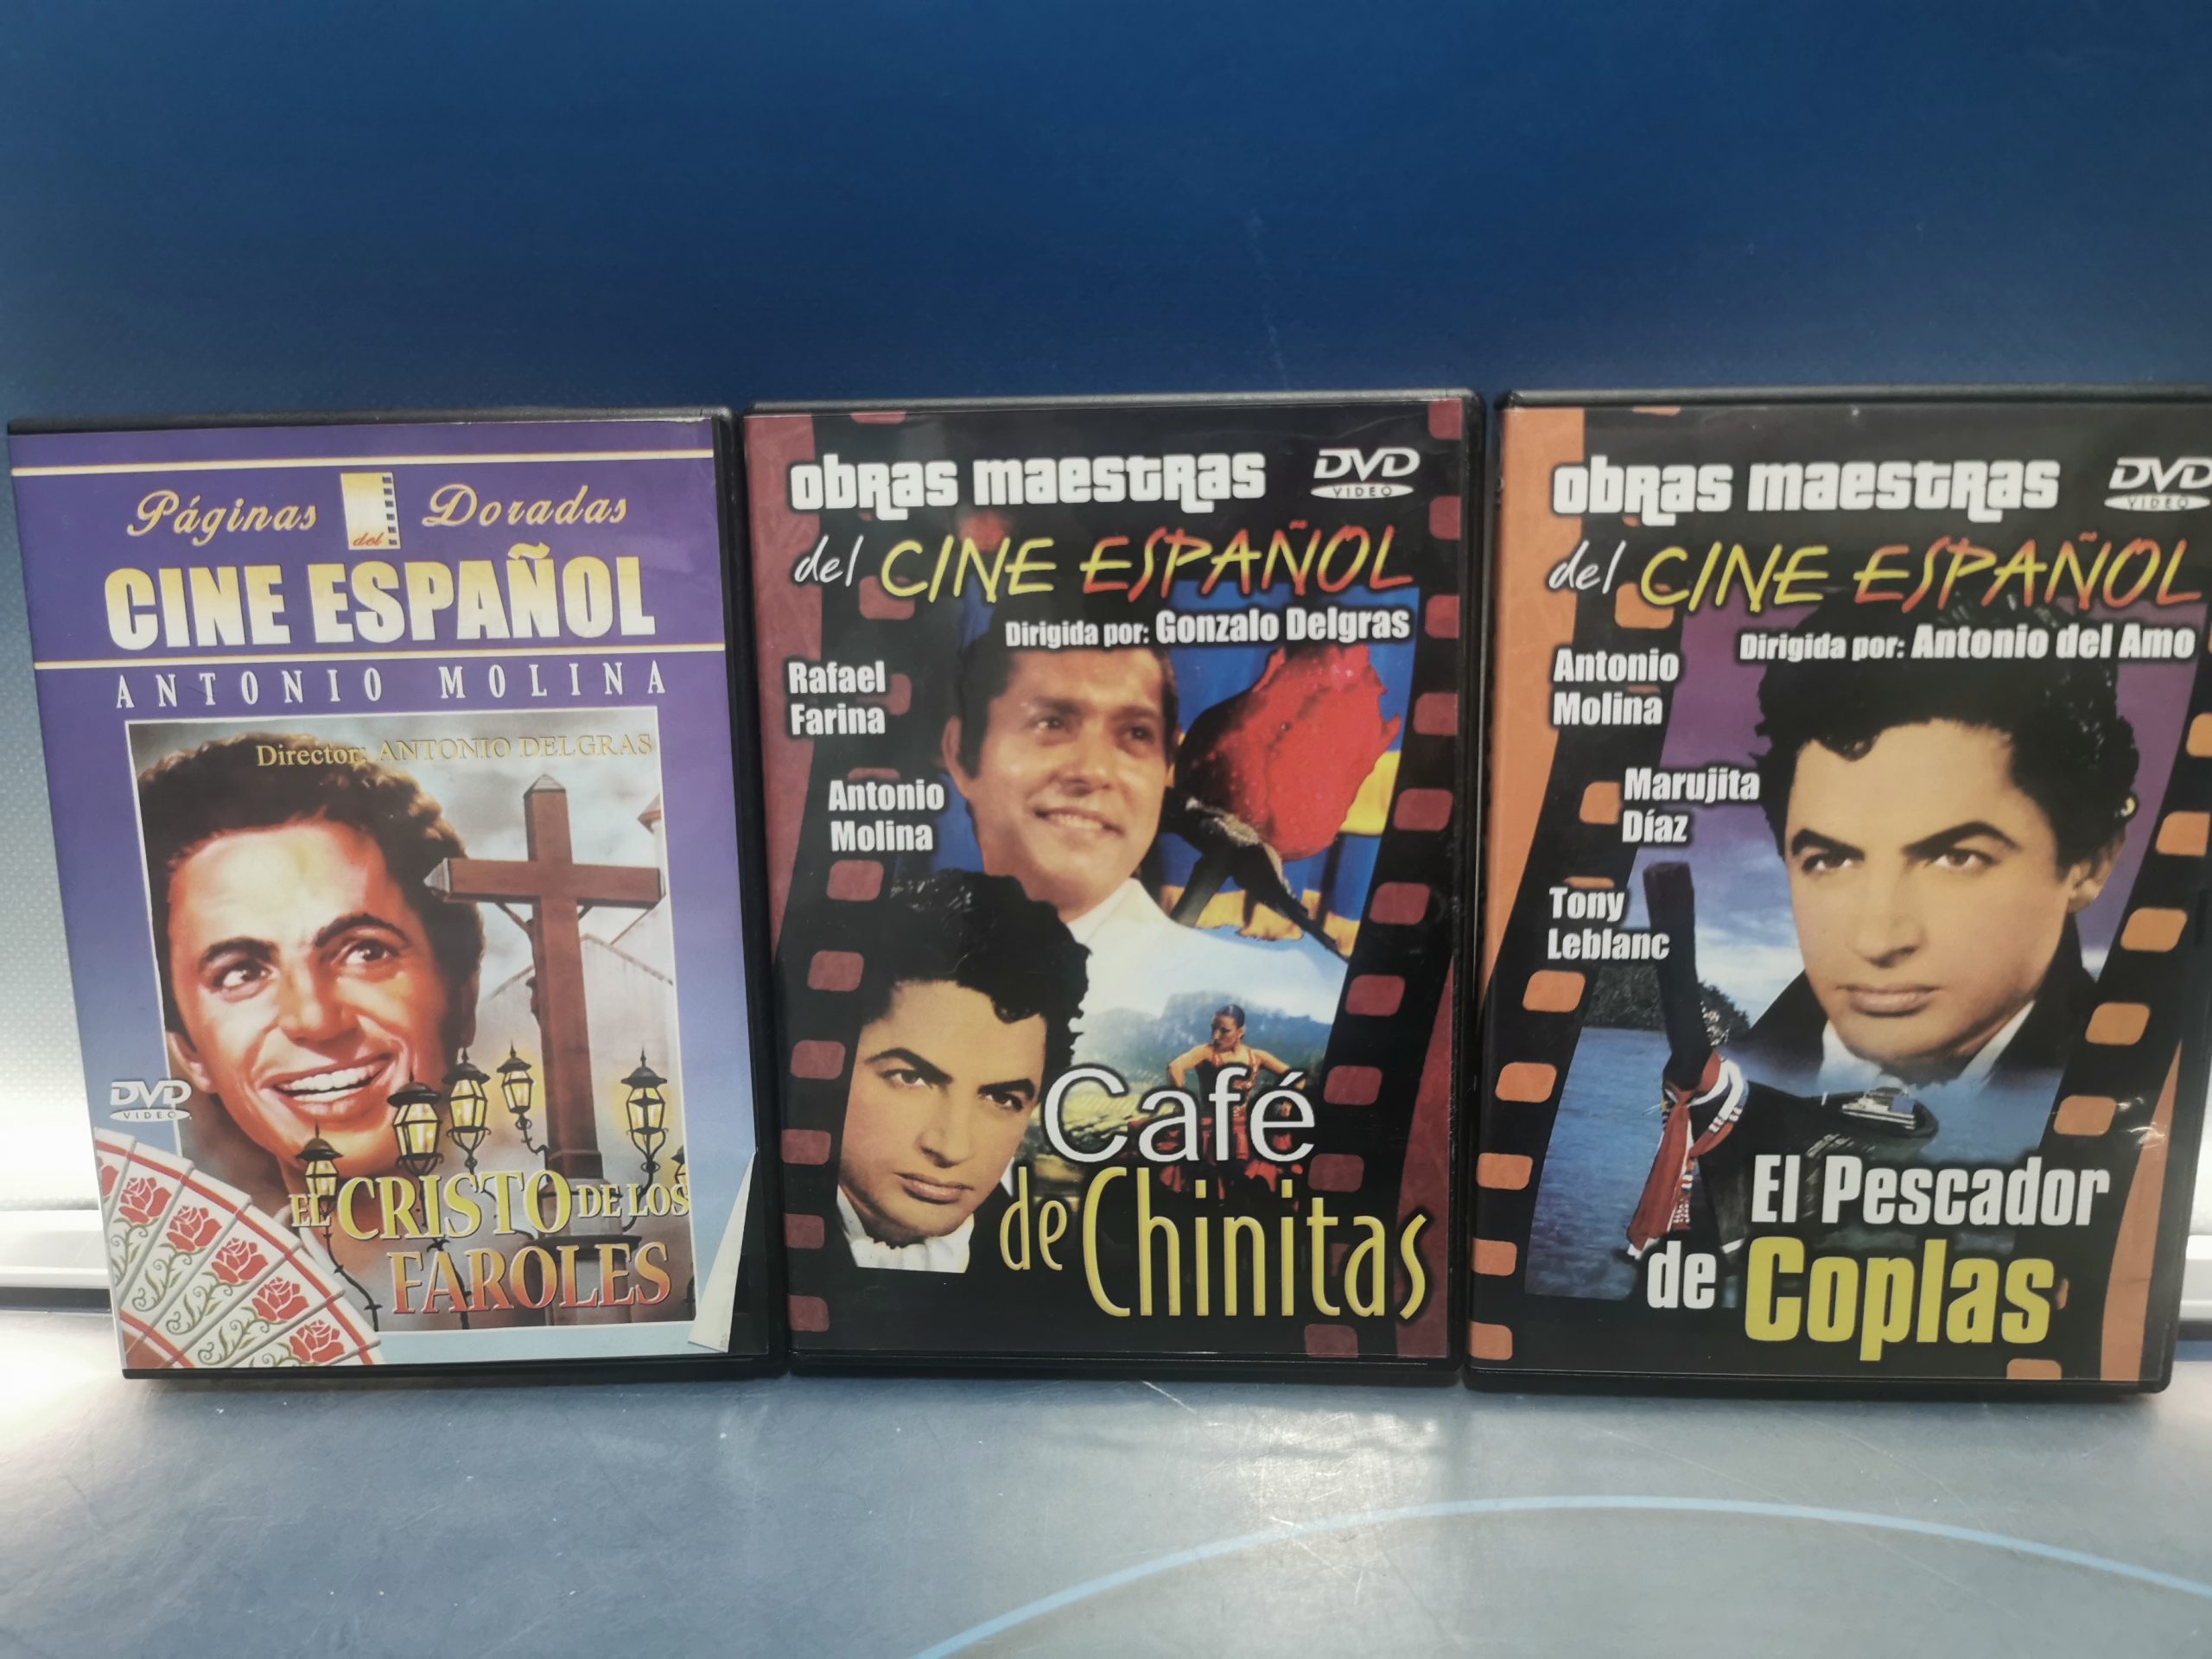 Páginas del Doradas
CINE ESPAÑOL
ANTONIO MOLINA
Director: ANTONIO DELGRAS
DVD
VIDEO
EL CRISTO DE LOS
FAROLES
obras maestras
DVD
VIDEO
del CINE ESPAÑOL
Dirigida por: Gonzalo Delgras
Rafael
Farina
Antonio
Molina
Café
de Chinitas
obras maestras
DVD
VIDEO
del CINE ESPAÑOL
Dirigida por: Antonio del Amo
Antonio
Molina
Marujita
Díaz
Tony
Leblanc
El Pescador
de Coplas